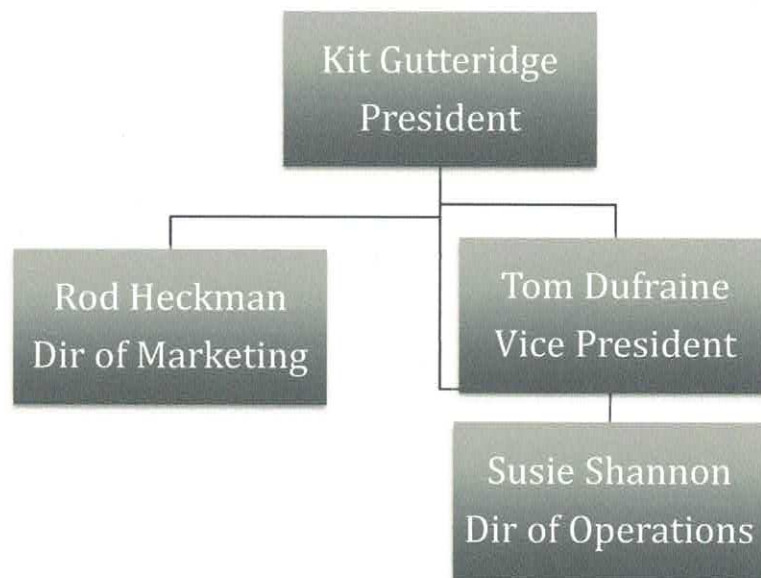 Kit Gutteridge
President
Rod Heckman
Dir of Marketing
Tom Dufraine
Vice President
Susie Shannon
Dir of Operations